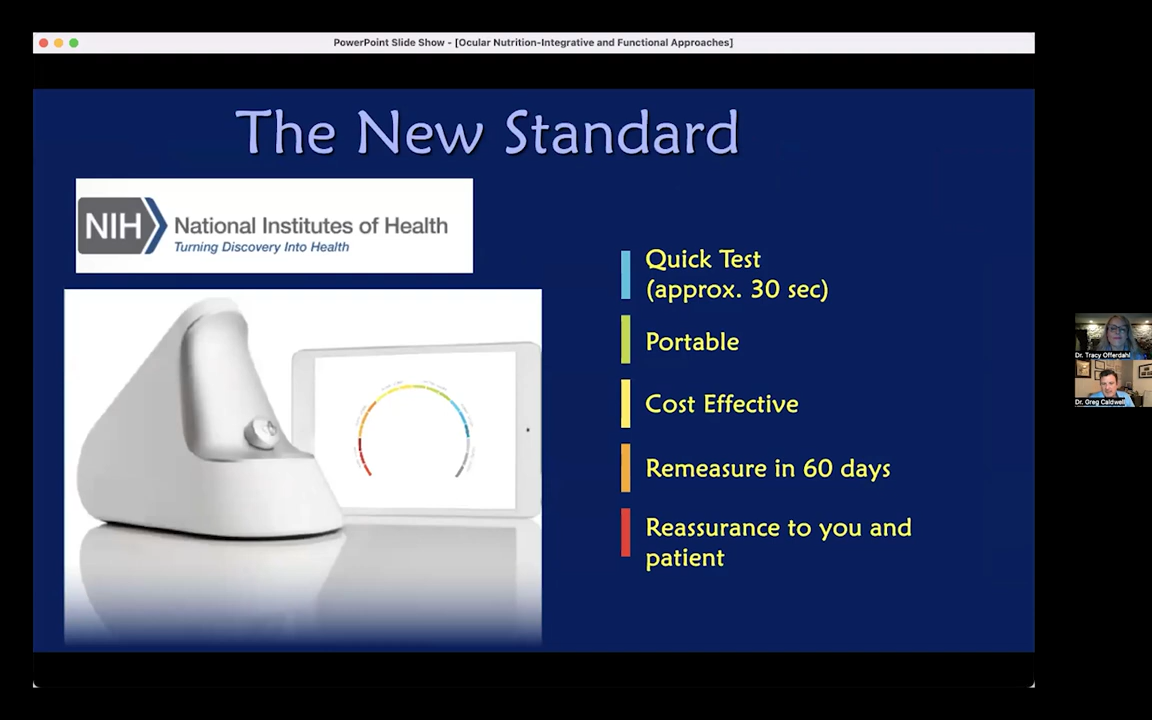 PowerPoint Slide Show - [Ocular Nutrition-Integrative and Functional Approaches]
The New Standard
NIH
National Institutes of Health
Turning Discovery Into Health
Quick Test
(approx. 30 sec)
Portable
Cost Effective
Remeasure in 60 days
Reassurance to you and
patient
Dr. Tracy Offerdahl
Dr. Greg Caldwell